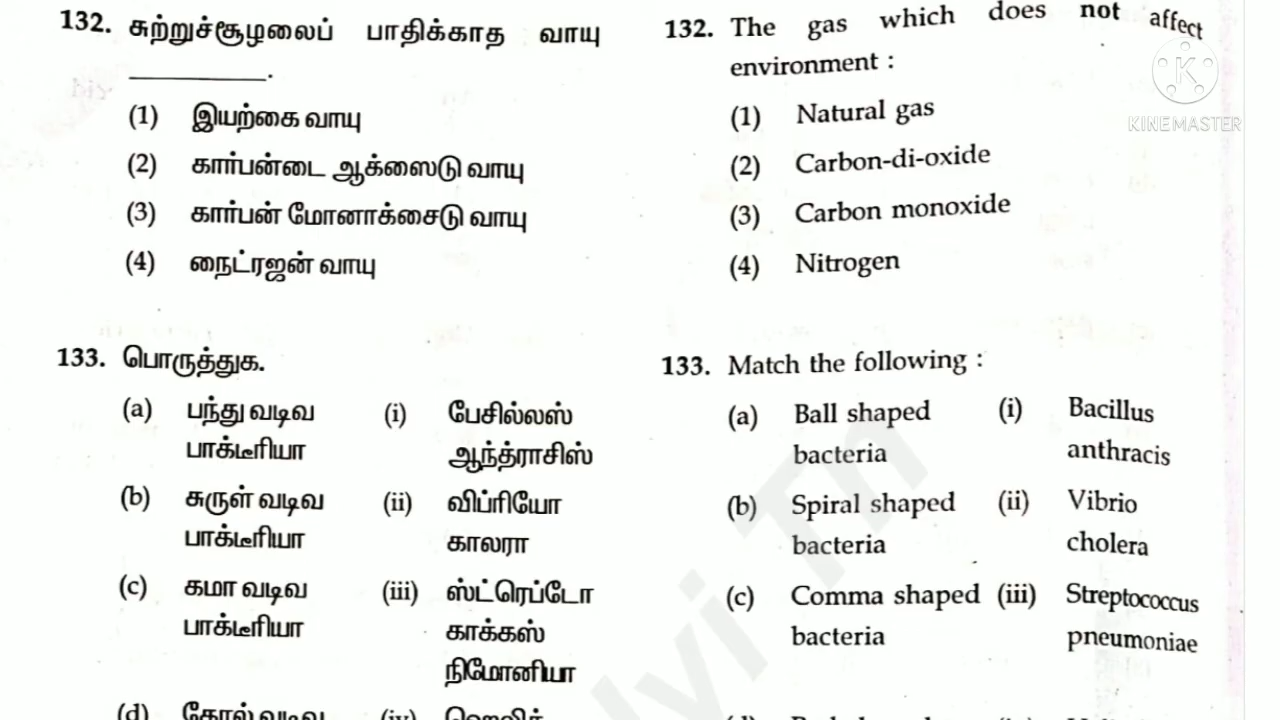 132. சுற்றுச்சூழலைப் பாதிக்காத வாயு
____________.
(1) இயற்கை வாயு
(2) கார்பன்டை ஆக்ஸைடு வாயு
(3) கார்பன் மோனாக்சைடு வாயு
(4) நைட்ரஜன் வாயு
133. பொருத்துக.
(a) பந்து வடிவ (i) பேசில்லஸ்
பாக்டீரியா ஆந்த்ராசிஸ்
(b) சுருள் வடிவ (ii) விப்ரியோ
பாக்டீரியா காலரா
(c) கமா வடிவ (iii) ஸ்ட்ரெப்டோ
பாக்டீரியா காக்கஸ்
நிமோனியா
(d) கோல் வடிவ (iv)
132. The gas which does not affect
environment :
(1) Natural gas
(2) Carbon-di-oxide
(3) Carbon monoxide
(4) Nitrogen
133. Match the following :
(a) Ball shaped (i) Bacillus
bacteria anthracis
(b) Spiral shaped (ii) Vibrio
bacteria cholera
(c) Comma shaped (iii) Streptococcus
bacteria pneumoniae
KINEMASTER